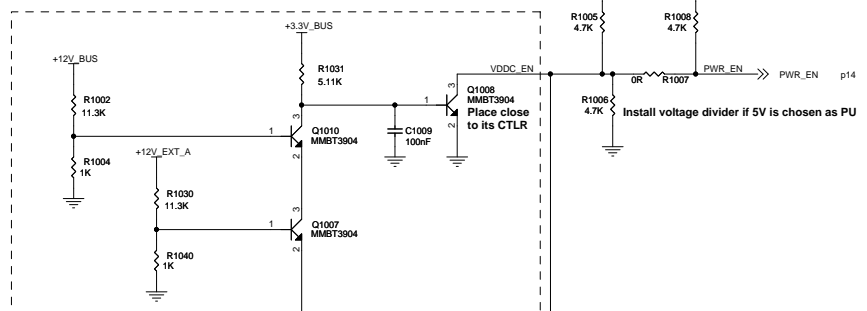 +3.3V_BUS
R1005
4.7K
R1008
4.7K
+12V_BUS
R1031
5.11K
VDDC_EN
0R
R1007
PWR_EN
PWR_EN
p14
R1002
11.3K
3
1
2
Q1008
MMBT3904
Place close
to its CTLR
R1006
4.7K
Install voltage divider if 5V is chosen as PU
3
1
2
Q1010
MMBT3904
C1009
100nF
R1004
1K
+12V_EXT_A
R1030
11.3K
3
1
2
Q1007
MMBT3904
R1040
1K